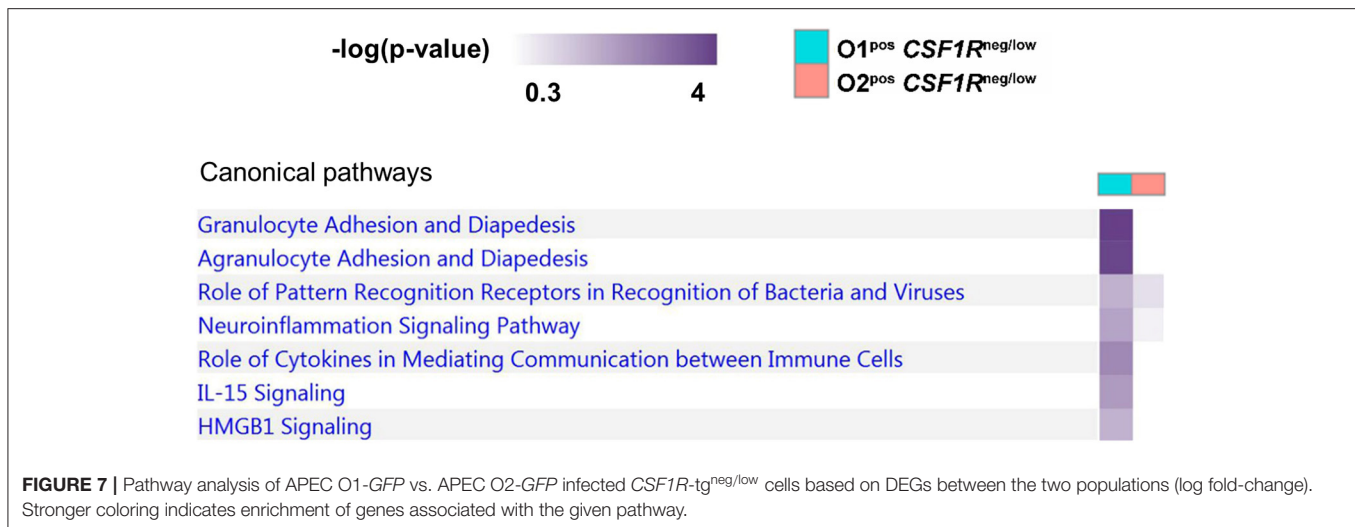 -log(p-value)
0.3 4
O1pos CSF1Rneg/low
O2pos CSF1Rneg/low
Canonical pathways
Granulocyte Adhesion and Diapedesis
Agranulocyte Adhesion and Diapedesis
Role of Pattern Recognition Receptors in Recognition of Bacteria and Viruses
Neuroinflammation Signaling Pathway
Role of Cytokines in Mediating Communication between Immune Cells
IL-15 Signaling
HMGB1 Signaling
FIGURE 7 | Pathway analysis of APEC O1-GFP vs. APEC O2-GFP infected CSF1R-tgneg/low cells based on DEGs between the two populations (log fold-change).
Stronger coloring indicates enrichment of genes associated with the given pathway.